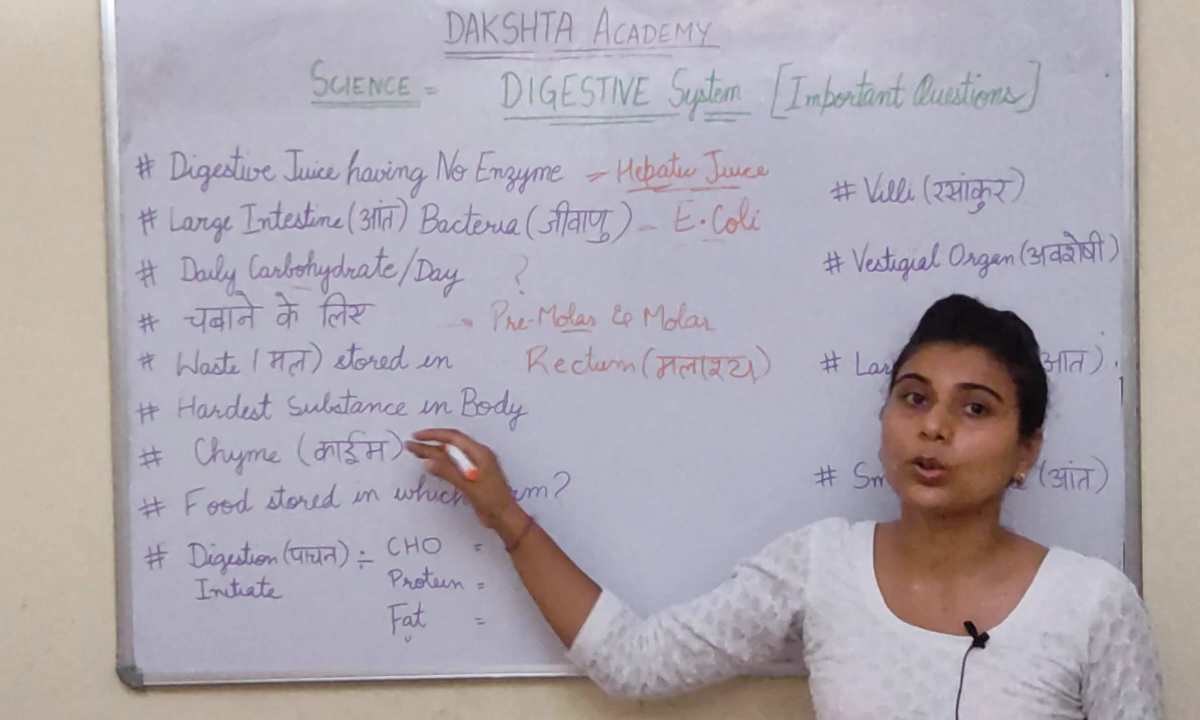 DAKSHTA ACADEMY
SCIENCE = DIGESTIVE System [Important Questions]
# Digestive Juice having No Enzyme = Hepatic Juice
# Large Intestine (आंत) Bacteria (जीवाणु) - E. Coli
# Daily Carbohydrate/Day ?
# चबाने के लिए = Pre-Molar & Molar
# Waste (मल) stored in Rectum (मलाश्य)
# Hardest Substance in Body
# Chyme (काईम)
# Food stored in which ?
# Digestion (पाचन) ÷ CHO =
Initiate Protein =
Fat =
# Villi (रसांकुर)
# Vestigial Organ (अवशेषी)
# (आंत)
# (आंत)